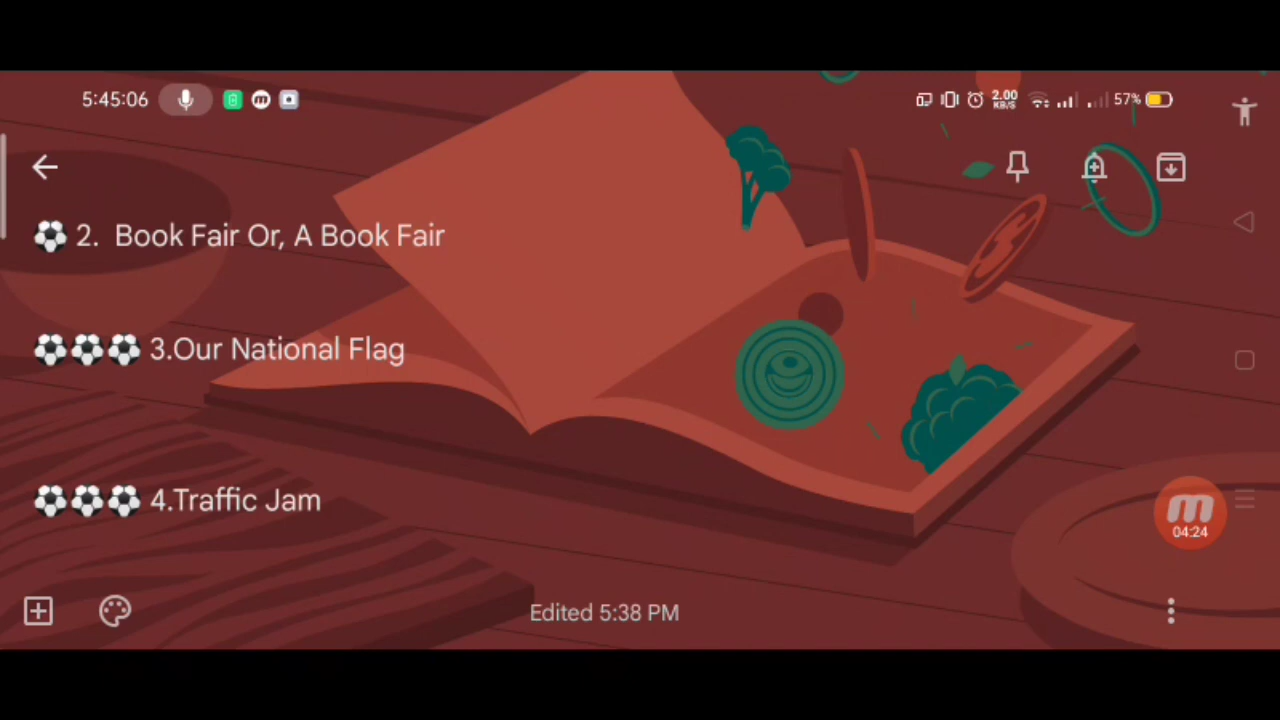 5:45:06
2.00
KB/S
57%
⚽ 2. Book Fair Or, A Book Fair
⚽⚽⚽ 3.Our National Flag
⚽⚽⚽ 4.Traffic Jam
m
04:24
Edited 5:38 PM